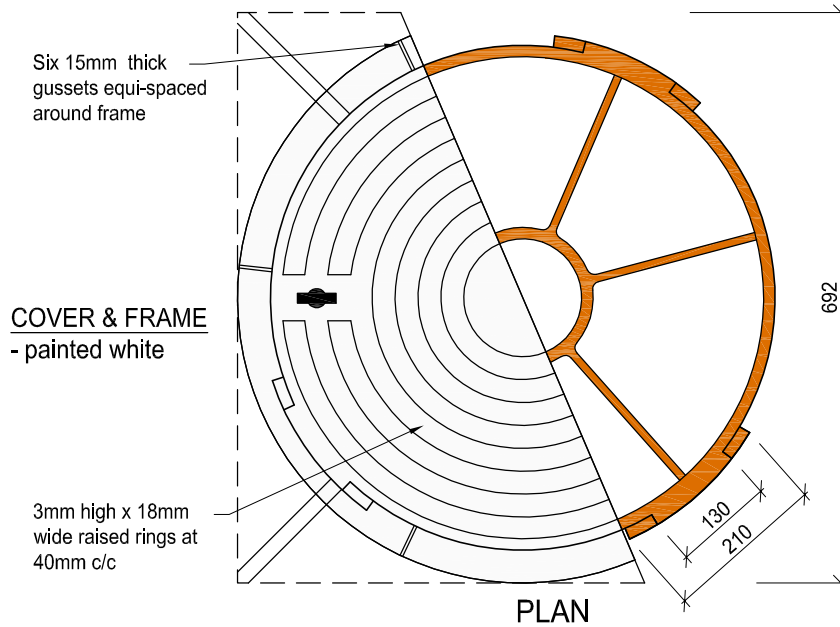 Six 15mm thick
gussets equi-spaced
around frame
COVER & FRAME
- painted white
3mm high x 18mm
wide raised rings at
40mm c/c
692
130
210
PLAN